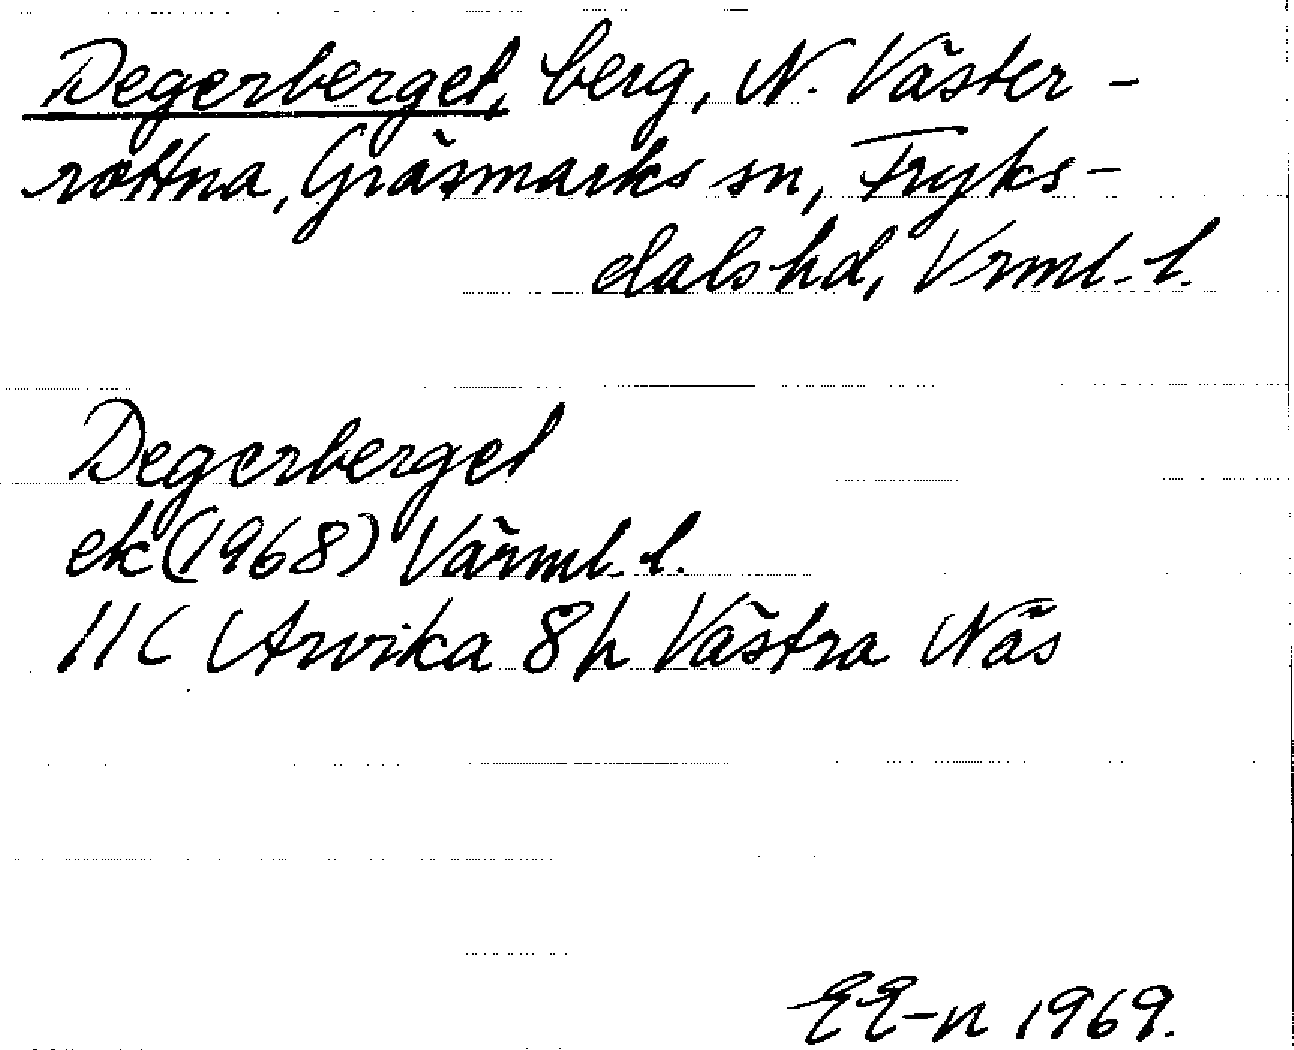 Degerberget, berg, N. Väster-
rottna, Gräsmarks sn, Fryks-
dals hd, Vrml. l.
Degerberget
ek (1968) Värml. l.
11C Arvika 8h Västra Näs
EE-n 1969.